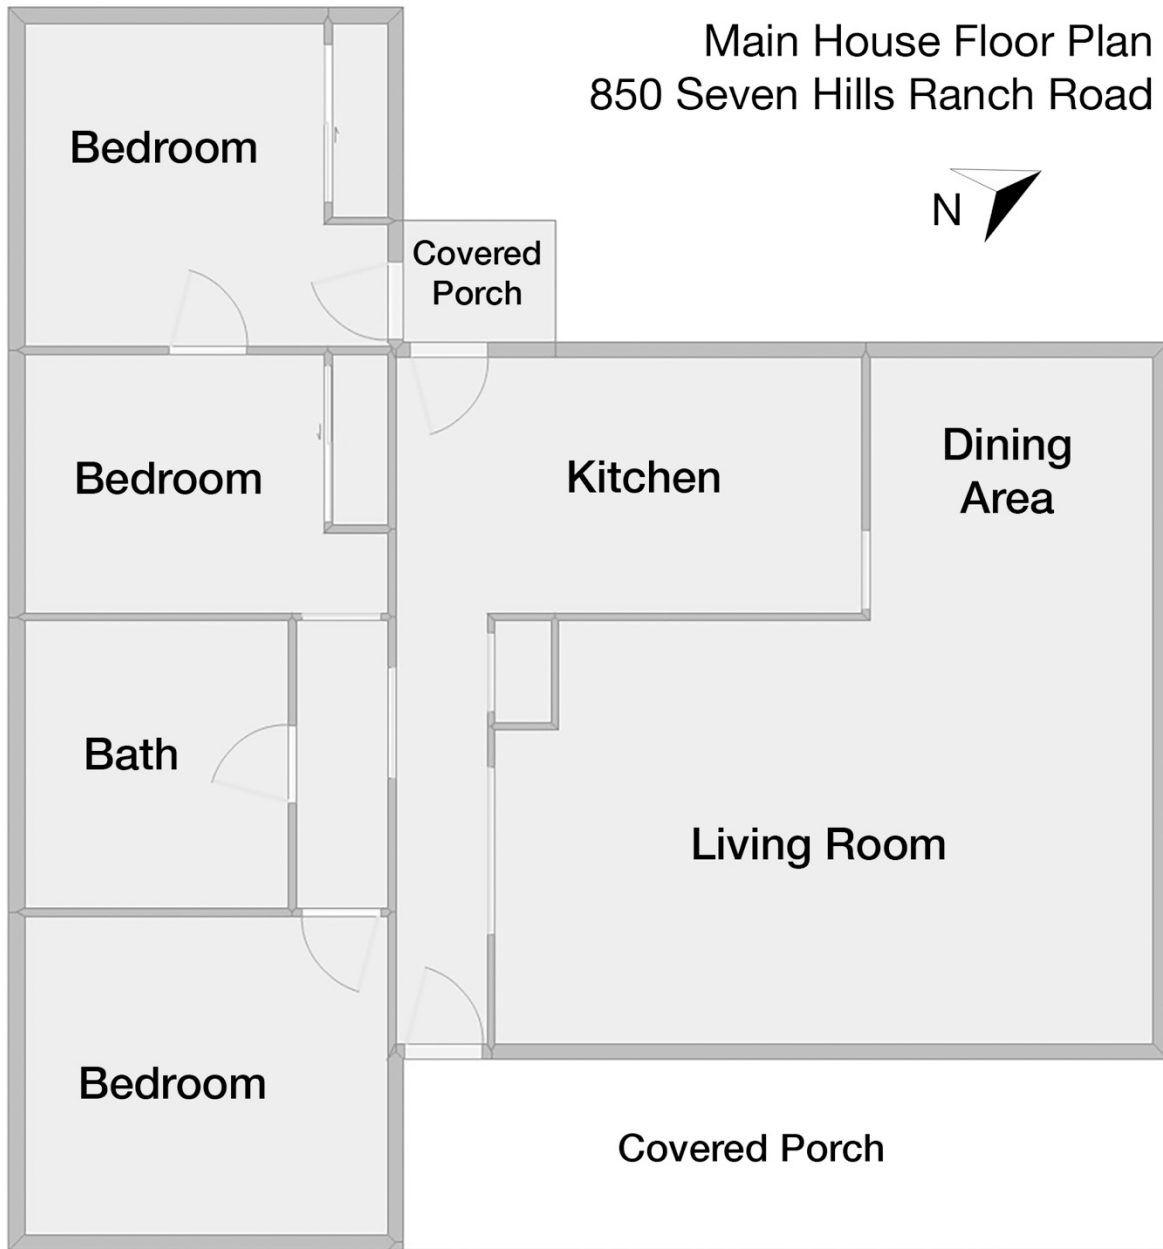 Main House Floor Plan
850 Seven Hills Ranch Road
N
Bedroom
Covered
Porch
Bedroom
Kitchen
Dining
Area
Bath
Living Room
Bedroom
Covered Porch